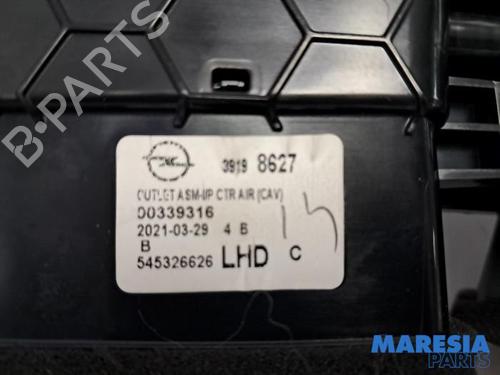 B-PARTS
3919 8627
OUTLET ASM-I/P CTR AIR (CAV)
00339316
2021-03-29 4 B
B
545326626 LHD C
MARESIA
PARTS